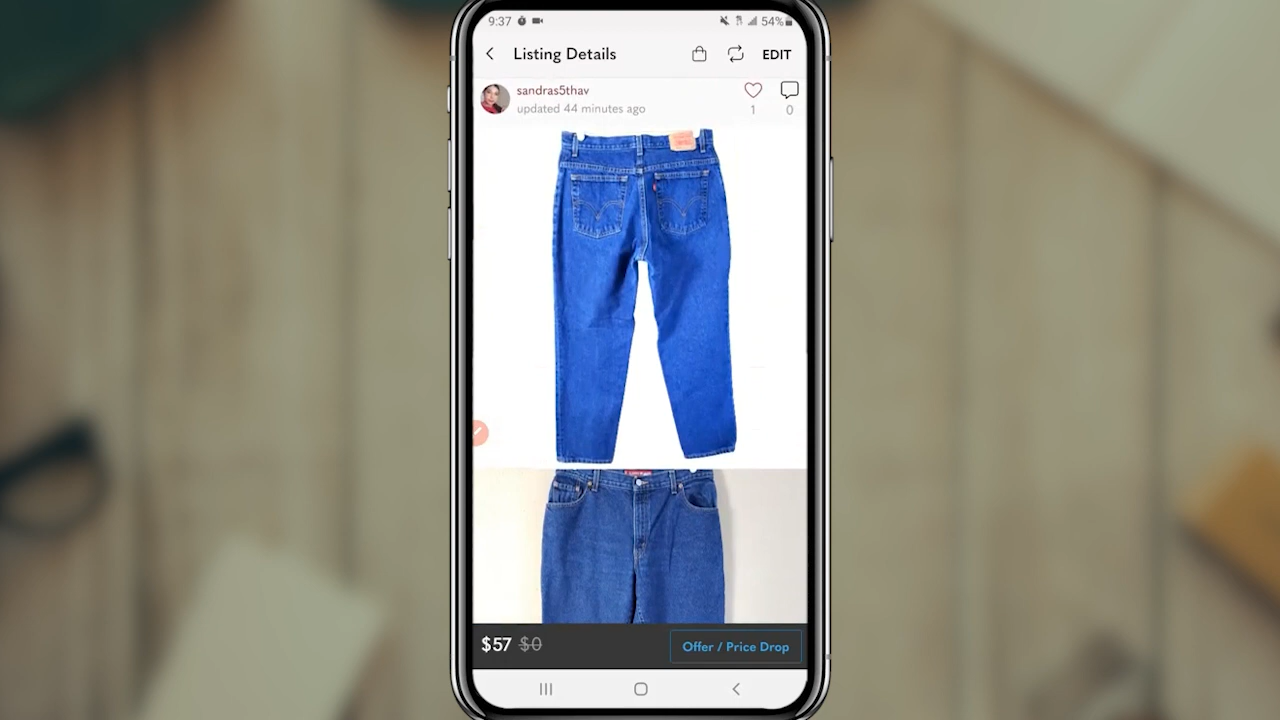 9:37
54%
Listing Details
EDIT
sandras5thav
updated 44 minutes ago
1
0
$57 $0
Offer / Price Drop